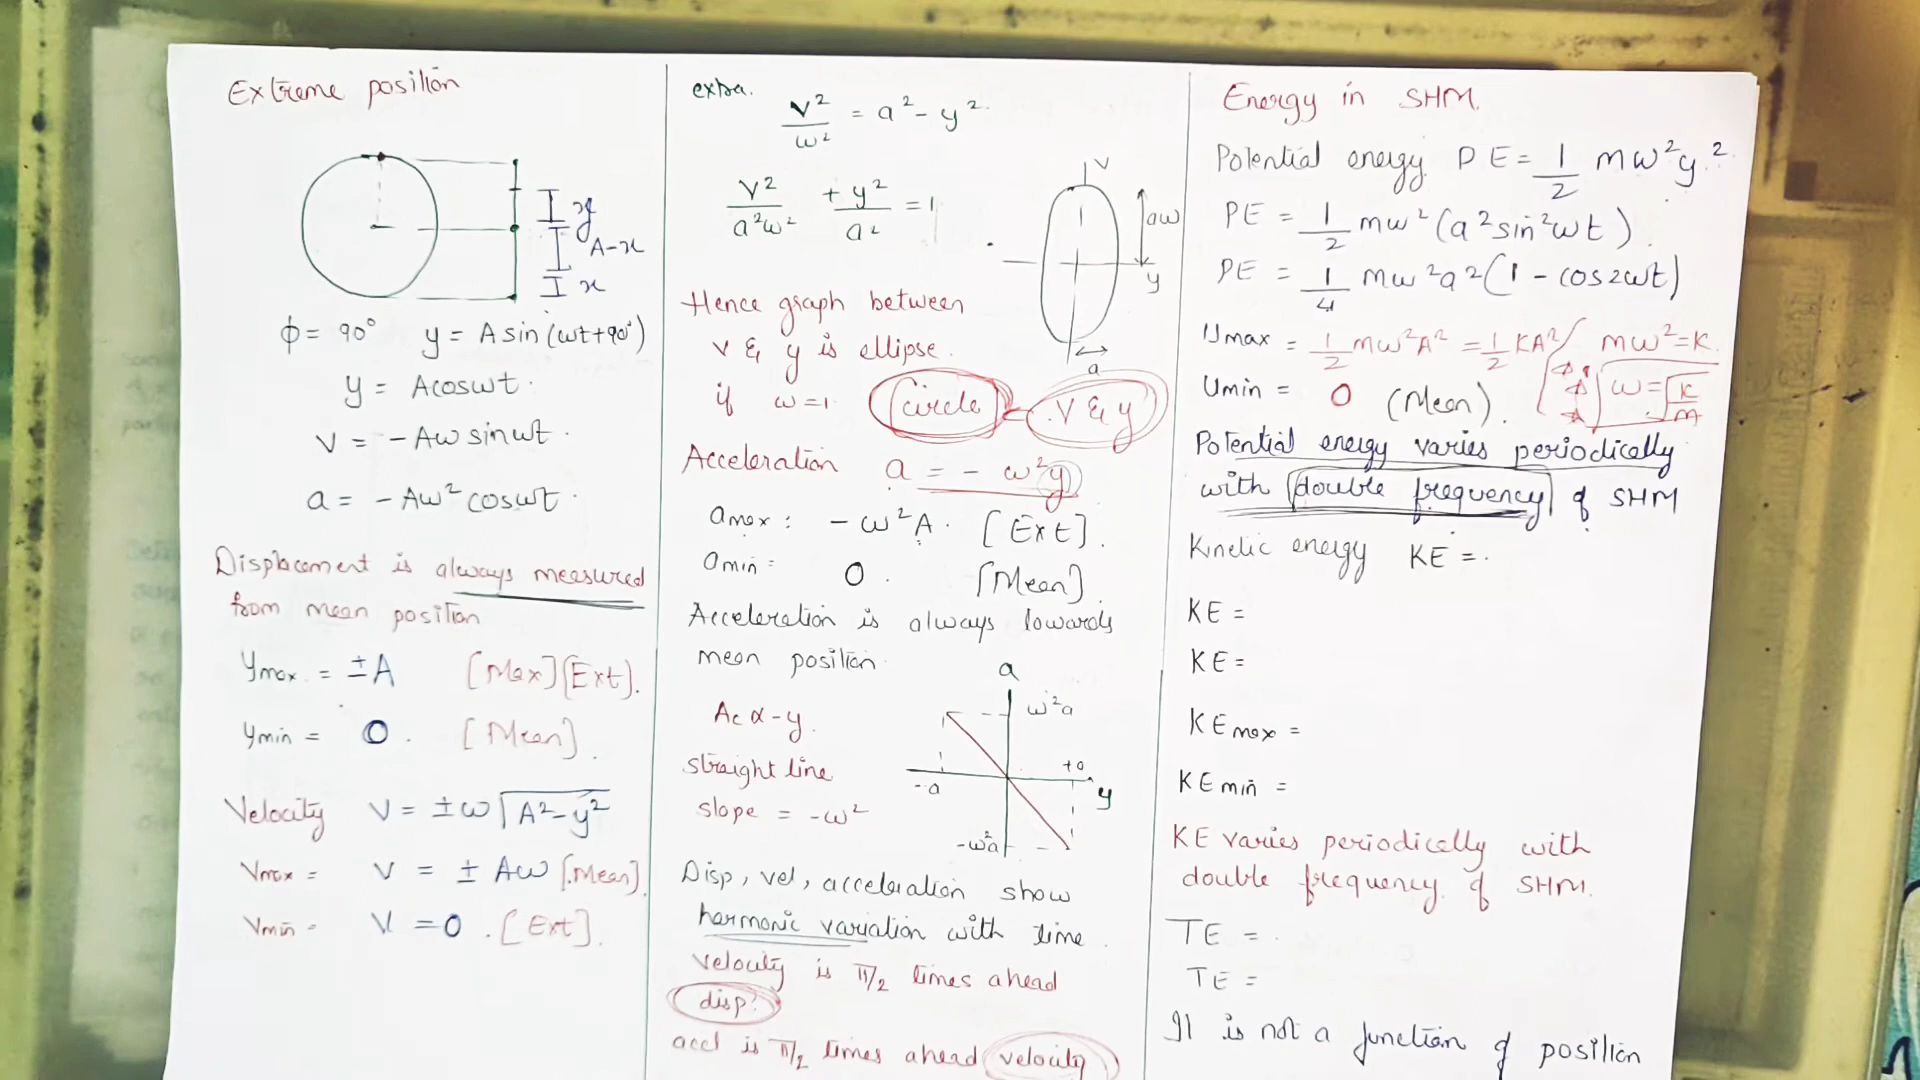 Extreme position
y
A-x
x
ϕ = 90° y = A sin (ωt+90°)
y = Acosωt.
v = -Aω sinωt.
a = -Aω² cosωt.
Displacement is always measured
from mean position
ymax = ±A [Max][Ext].
ymin = 0. [Mean].
Velocity v = ±ω√A²-y²
Vmax = v = ± Aω [Mean].
Vmin = v = 0. [Ext].
extra.
v²/ω² = a² - y².
v²/a²ω² + y²/a² = 1
v
aω
y
a
Hence graph between
v & y is ellipse.
if ω=1. circle - v & y
Acceleration a = - ω²y
amax: -ω²A. [Ext].
amin = 0. [Mean].
Acceleration is always towards
mean position
a
ω²a
Ac α -y.
straight line
+a
-a
y
slope = -ω²
-ω²a
Disp, vel, acceleration show
harmonic variation with time.
velocity is π/2 times ahead
disp?
accl is π/2 times ahead velocity
Energy in SHM.
Potential energy PE = 1/2 mω²y².
PE = 1/2 mω² (a² sin²ωt).
PE = 1/4 mω²a² (1 - cos2ωt)
Umax = 1/2 mω²A² = 1/2 KA² mω²=K.
Umin = 0 (Mean). ω=√K/m
Potential energy varies periodically
with double frequency of SHM
Kinetic energy KE =.
KE =
KE =
KE max =
KE min =
KE varies periodically with
double frequency of SHM.
TE =.
TE =
It is not a function of position